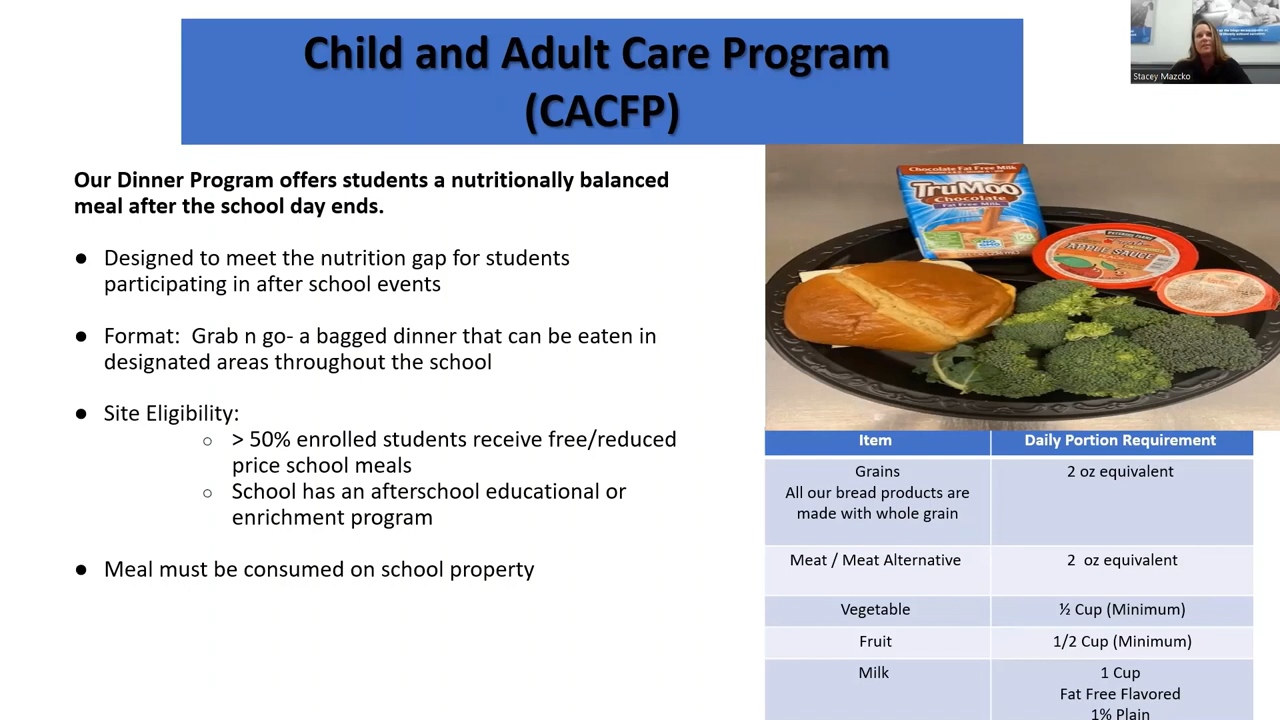 Child and Adult Care Program
(CACFP)
Stacey Mazcko
Our Dinner Program offers students a nutritionally balanced
meal after the school day ends.
● Designed to meet the nutrition gap for students
participating in after school events
● Format:  Grab n go- a bagged dinner that can be eaten in
designated areas throughout the school
● Site Eligibility:
○ > 50% enrolled students receive free/reduced
price school meals
○ School has an afterschool educational or
enrichment program
● Meal must be consumed on school property
Chocolate Fat Free Milk
TruMoo
Chocolate
Fat Free Milk
APPLE SAUCE
Item Daily Portion Requirement
Grains 2 oz equivalent
All our bread products are
made with whole grain
Meat / Meat Alternative 2  oz equivalent
Vegetable ½ Cup (Minimum)
Fruit 1/2 Cup (Minimum)
Milk 1 Cup
Fat Free Flavored
1% Plain